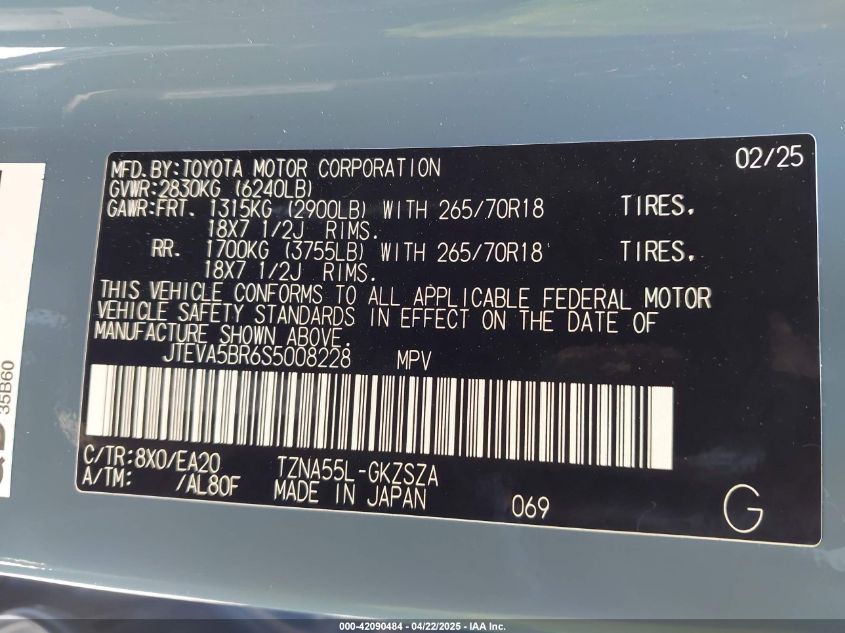 MFD.BY:TOYOTA MOTOR CORPORATION 02/25
GVWR:2830KG (6240LB)
GAWR:FRT. 1315KG (2900LB) WITH 265/70R18 TIRES,
18X7 1/2J RIMS.
RR. 1700KG (3755LB) WITH 265/70R18 TIRES,
18X7 1/2J RIMS.
THIS VEHICLE CONFORMS TO ALL APPLICABLE FEDERAL MOTOR
VEHICLE SAFETY STANDARDS IN EFFECT ON THE DATE OF
MANUFACTURE SHOWN ABOVE.
JTEVA5BR6S5008228 MPV
C/TR:8X0/EA20 TZNA55L-GKZSZA
A/TM: /AL80F MADE IN JAPAN 069 G
35B60
000-42090484 - 04/22/2025 - IAA Inc.